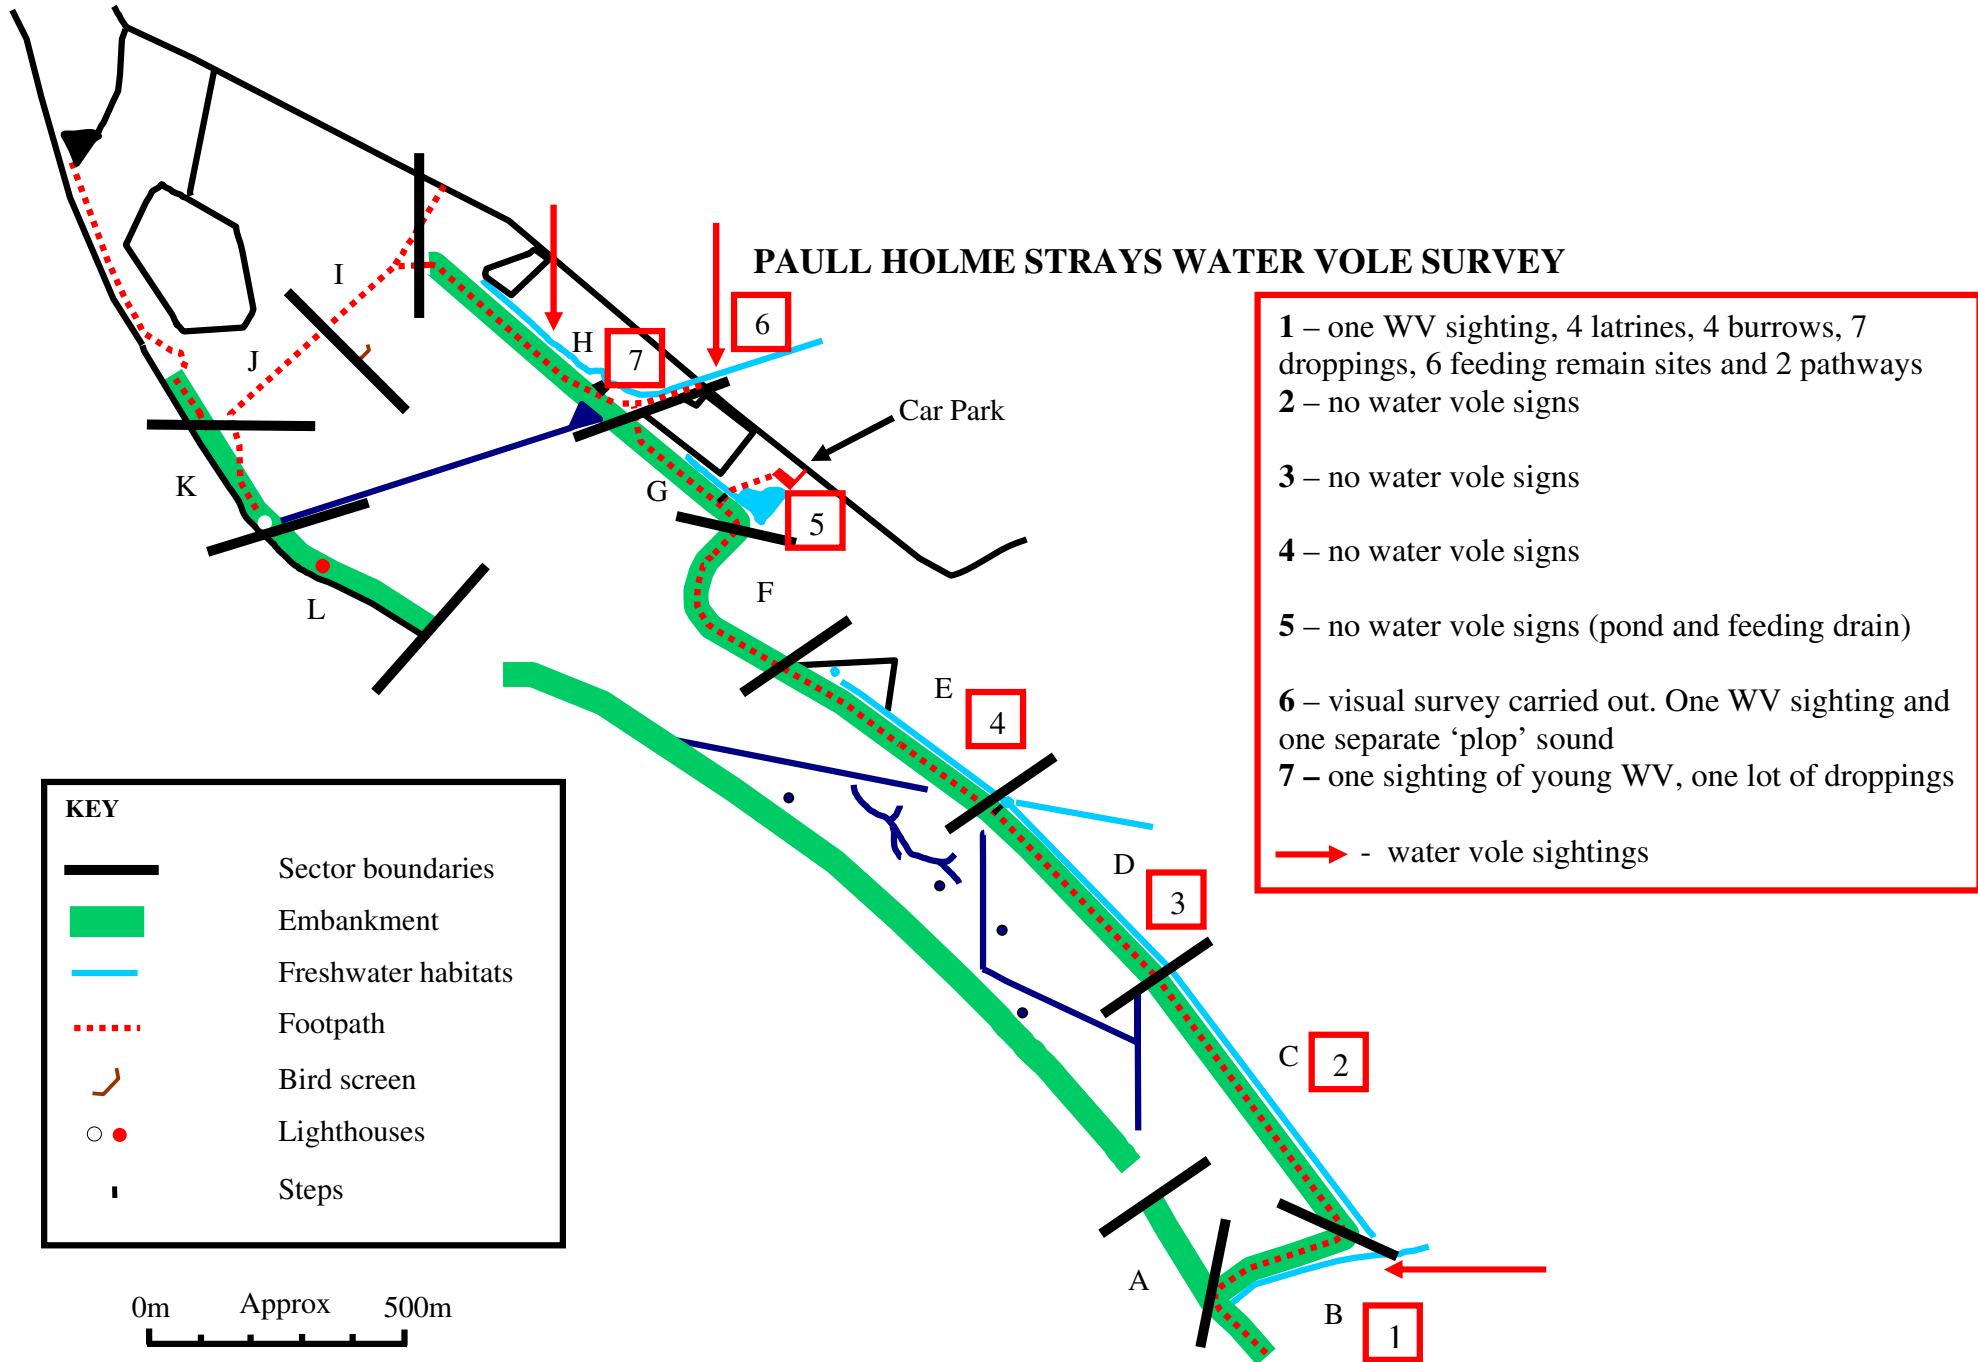 PAULL HOLME STRAYS WATER VOLE SURVEY
1 – one WV sighting, 4 latrines, 4 burrows, 7
droppings, 6 feeding remain sites and 2 pathways
2 – no water vole signs
3 – no water vole signs
4 – no water vole signs
5 – no water vole signs (pond and feeding drain)
6 – visual survey carried out. One WV sighting and
one separate ‘plop’ sound
7 – one sighting of young WV, one lot of droppings
- water vole sightings
I
H
6
7
J
Car Park
K
G
5
F
L
E
4
D
3
C
2
A
B
1
KEY
Sector boundaries
Embankment
Freshwater habitats
Footpath
Bird screen
Lighthouses
Steps
0m Approx 500m